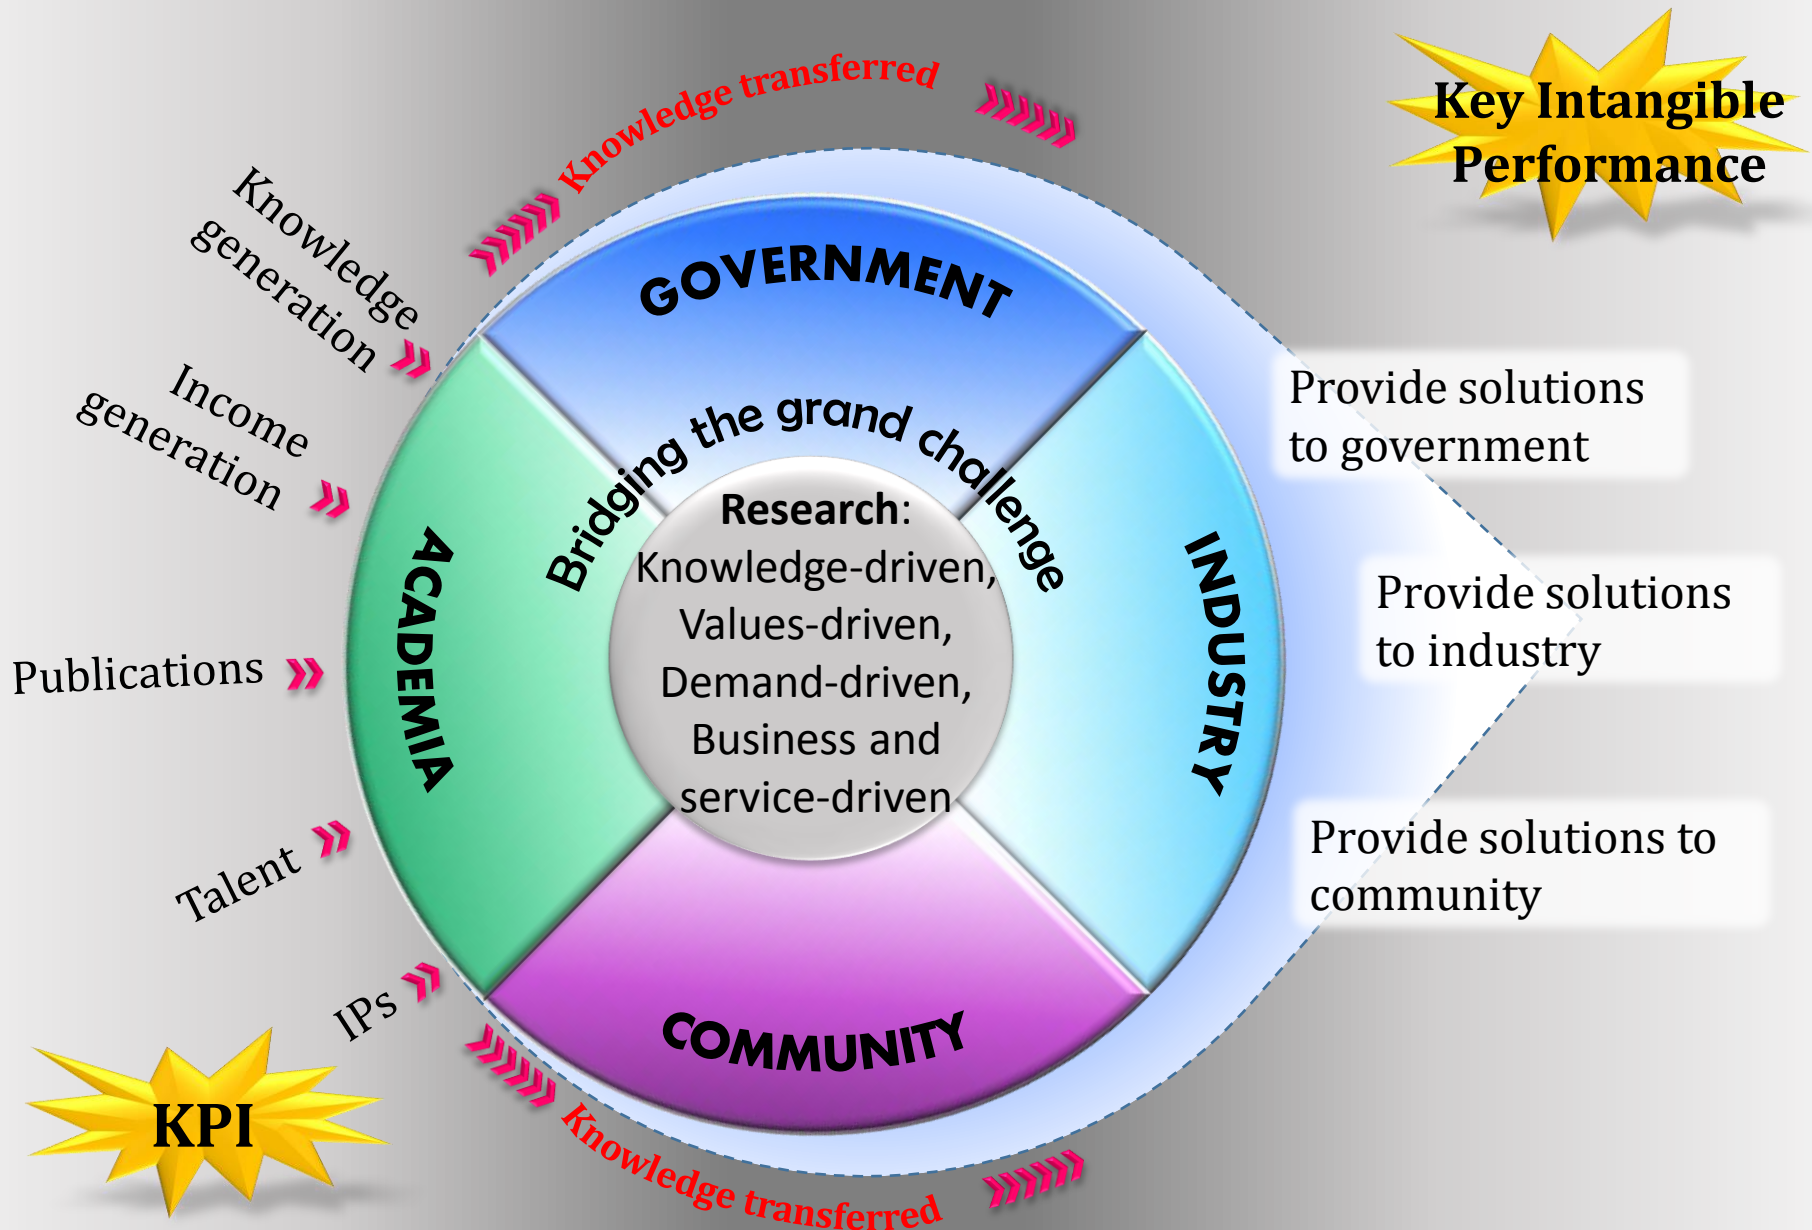 Knowledge transferred
Key Intangible
Performance
Knowledge
generation
Income
generation
Publications
Talent
IPs
KPI
GOVERNMENT
ACADEMIA
INDUSTRY
COMMUNITY
Bridging the grand challenge
Research:
Knowledge-driven,
Values-driven,
Demand-driven,
Business and
service-driven
Provide solutions
to government
Provide solutions
to industry
Provide solutions to
community
Knowledge transferred